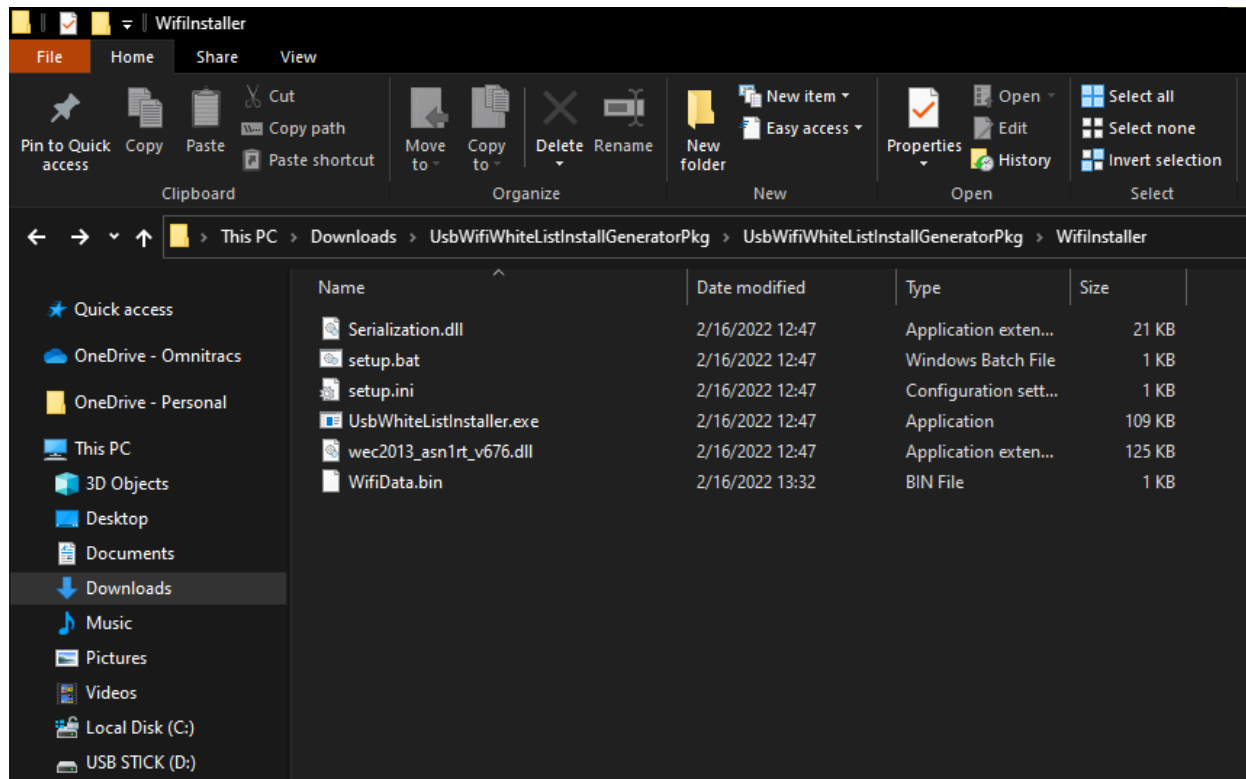 WifiInstaller
File Home Share View
Pin to Quick access
Copy
Paste
Cut
Copy path
Paste shortcut
Clipboard
Move to
Copy to
Delete
Rename
Organize
New folder
New item
Easy access
New
Properties
Open
Edit
History
Open
Select all
Select none
Invert selection
Select
This PC > Downloads > UsbWifiWhiteListInstallGeneratorPkg > UsbWifiWhiteListInstallGeneratorPkg > WifiInstaller
Quick access
OneDrive - Omnitracs
OneDrive - Personal
This PC
3D Objects
Desktop
Documents
Downloads
Music
Pictures
Videos
Local Disk (C:)
USB STICK (D:)
Name Date modified Type Size
Serialization.dll 2/16/2022 12:47 Application exten... 21 KB
setup.bat 2/16/2022 12:47 Windows Batch File 1 KB
setup.ini 2/16/2022 12:47 Configuration sett... 1 KB
UsbWhiteListInstaller.exe 2/16/2022 12:47 Application 109 KB
wec2013_asn1rt_v676.dll 2/16/2022 12:47 Application exten... 125 KB
WifiData.bin 2/16/2022 13:32 BIN File 1 KB